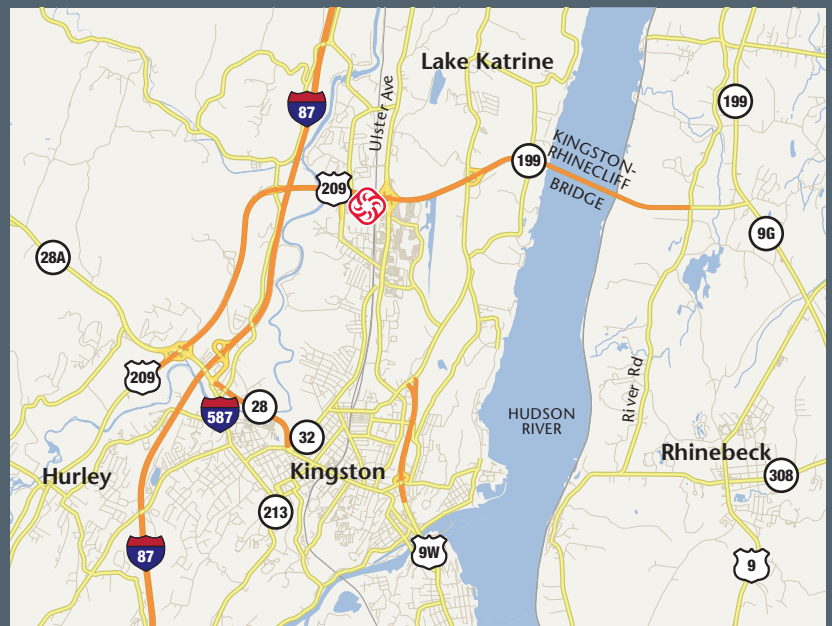 Lake Katrine
87
Ulster Ave
199
KINGSTON-
RHINECLIFF
BRIDGE
199
209
28A
9G
209
587
28
River Rd
HUDSON
RIVER
32
Rhinebeck
Kingston
Hurley
308
213
87
9W
9